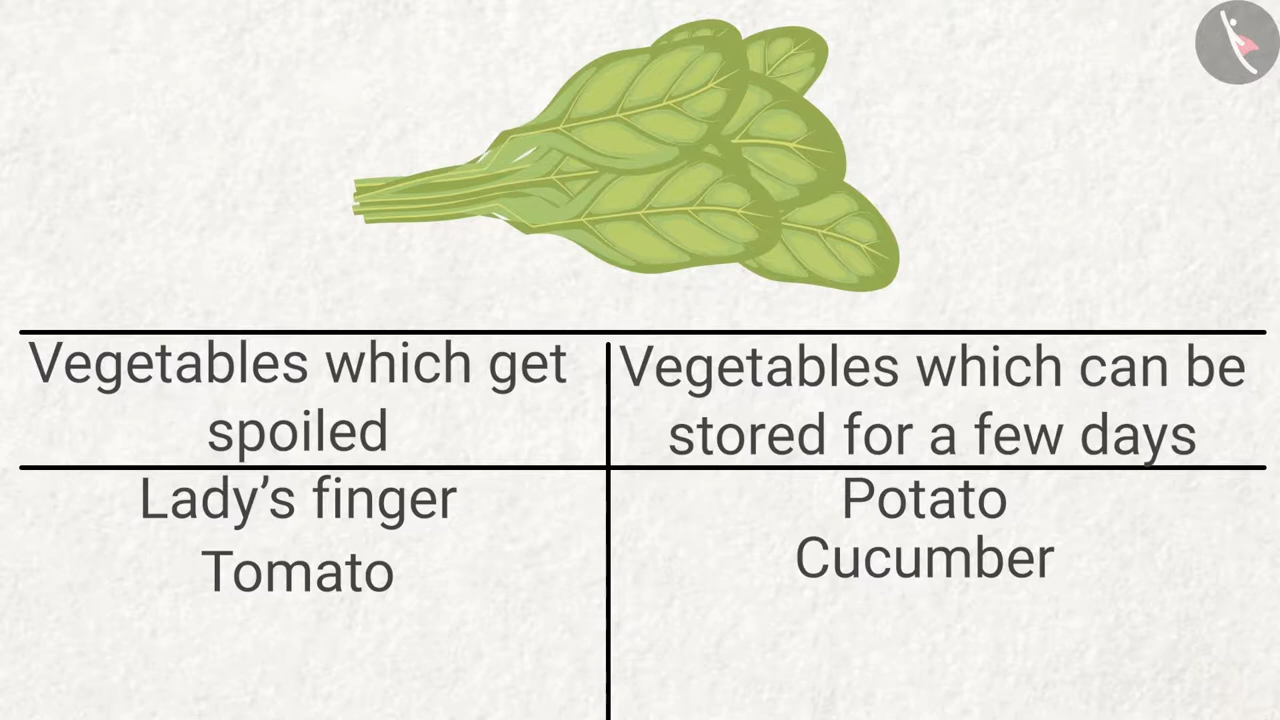 Vegetables which get
spoiled
Vegetables which can be
stored for a few days
Lady’s finger
Tomato
Potato
Cucumber